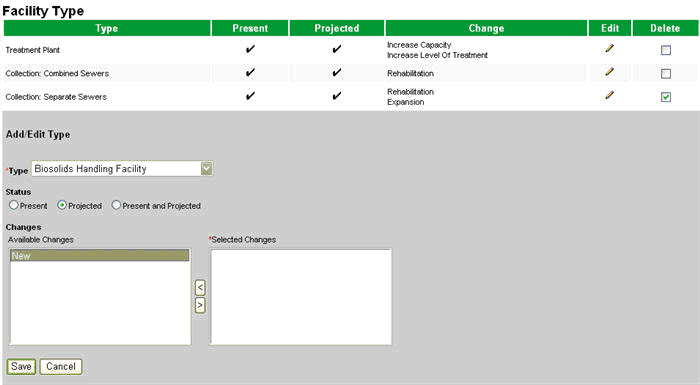 Facility Type
Type Present Projected Change Edit Delete
Treatment Plant ✔ ✔ Increase Capacity
Increase Level Of Treatment
Collection: Combined Sewers ✔ ✔ Rehabilitation
Collection: Separate Sewers ✔ ✔ Rehabilitation
Expansion
Add/Edit Type
*Type Biosolids Handling Facility
Status
Present Projected Present and Projected
Changes
Available Changes *Selected Changes
New
<
>
Save Cancel